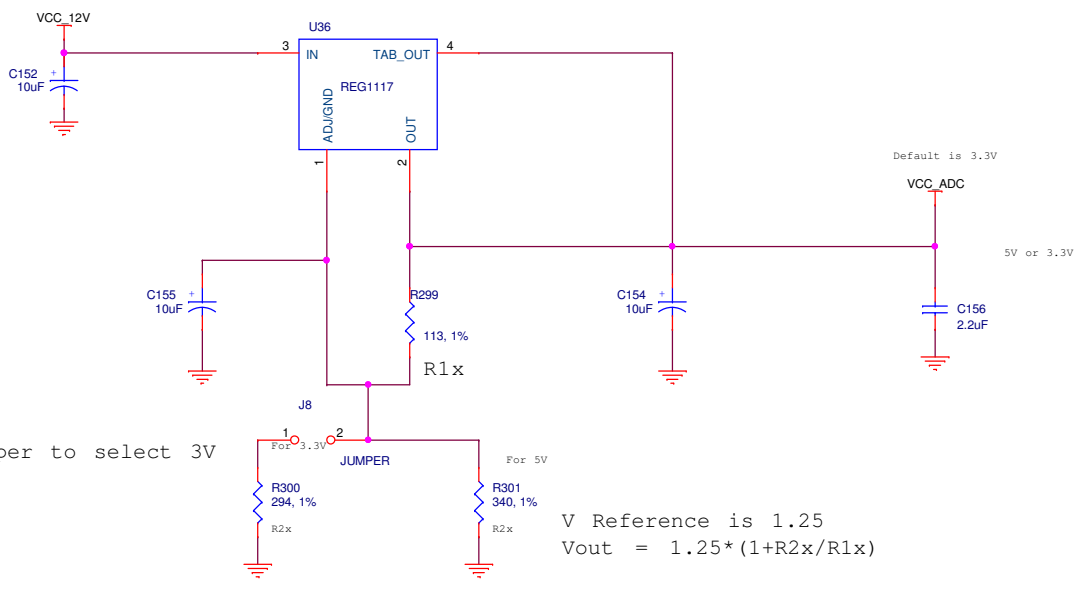 VCC_12V
U36
3
IN
TAB_OUT
4
C152
+
10uF
REG1117
ADJ/GND
OUT
1
2
Default is 3.3V
VCC_ADC
5V or 3.3V
C155
+
10uF
R299
113, 1%
R1x
C154
+
10uF
C156
2.2uF
J8
1
2
For 3.3V
JUMPER
per to select 3V
For 5V
R300
294, 1%
R2x
R301
340, 1%
R2x
V Reference is 1.25
Vout = 1.25*(1+R2x/R1x)